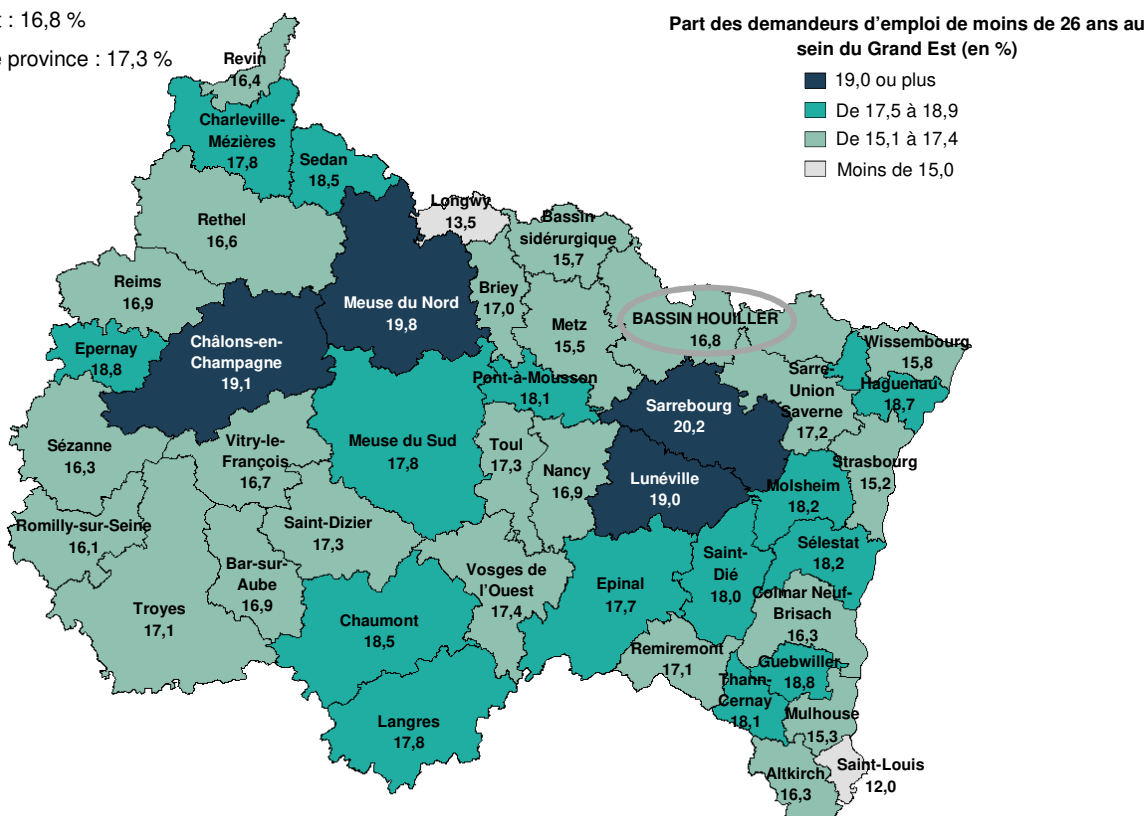 : 16,8 %
province : 17,3 %
Part des demandeurs d’emploi de moins de 26 ans au
sein du Grand Est (en %)
19,0 ou plus
De 17,5 à 18,9
De 15,1 à 17,4
Moins de 15,0
Revin
16,4
Charleville-
Mézières
17,8
Sedan
18,5
Rethel
16,6
Longwy
13,5
Bassin
sidérurgique
15,7
Reims
16,9
Meuse du Nord
19,8
Briey
17,0
Metz
15,5
BASSIN HOUILLER
16,8
Wissembourg
15,8
Epernay
18,8
Châlons-en-
Champagne
19,1
Pont-à-Mousson
18,1
Sarrebourg
20,2
Sarre-
Union
Saverne
17,2
Haguenau
18,7
Sézanne
16,3
Vitry-le-
François
16,7
Meuse du Sud
17,8
Toul
17,3
Nancy
16,9
Lunéville
19,0
Strasbourg
15,2
Molsheim
18,2
Romilly-sur-Seine
16,1
Saint-Dizier
17,3
Bar-sur-
Aube
16,9
Troyes
17,1
Vosges de
l'Ouest
17,4
Epinal
17,7
Saint-
Dié
18,0
Sélestat
18,2
Colmar Neuf-
Brisach
16,3
Chaumont
18,5
Remiremont
17,1
Guebwiller
18,8
Thann-
Cernay
18,1
Mulhouse
15,3
Langres
17,8
Altkirch
16,3
Saint-Louis
12,0